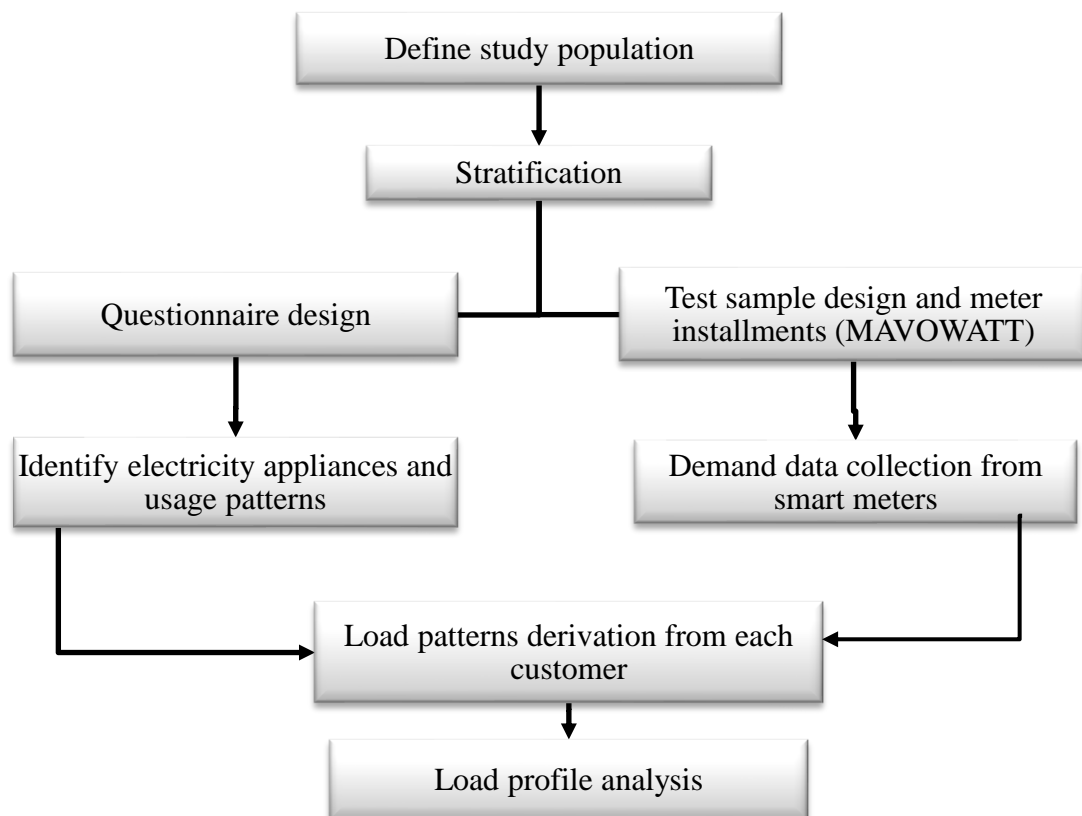 Define study population
Stratification
Questionnaire design
Test sample design and meter
installments (MAVOWATT)
Identify electricity appliances and
usage patterns
Demand data collection from
smart meters
Load patterns derivation from each
customer
Load profile analysis